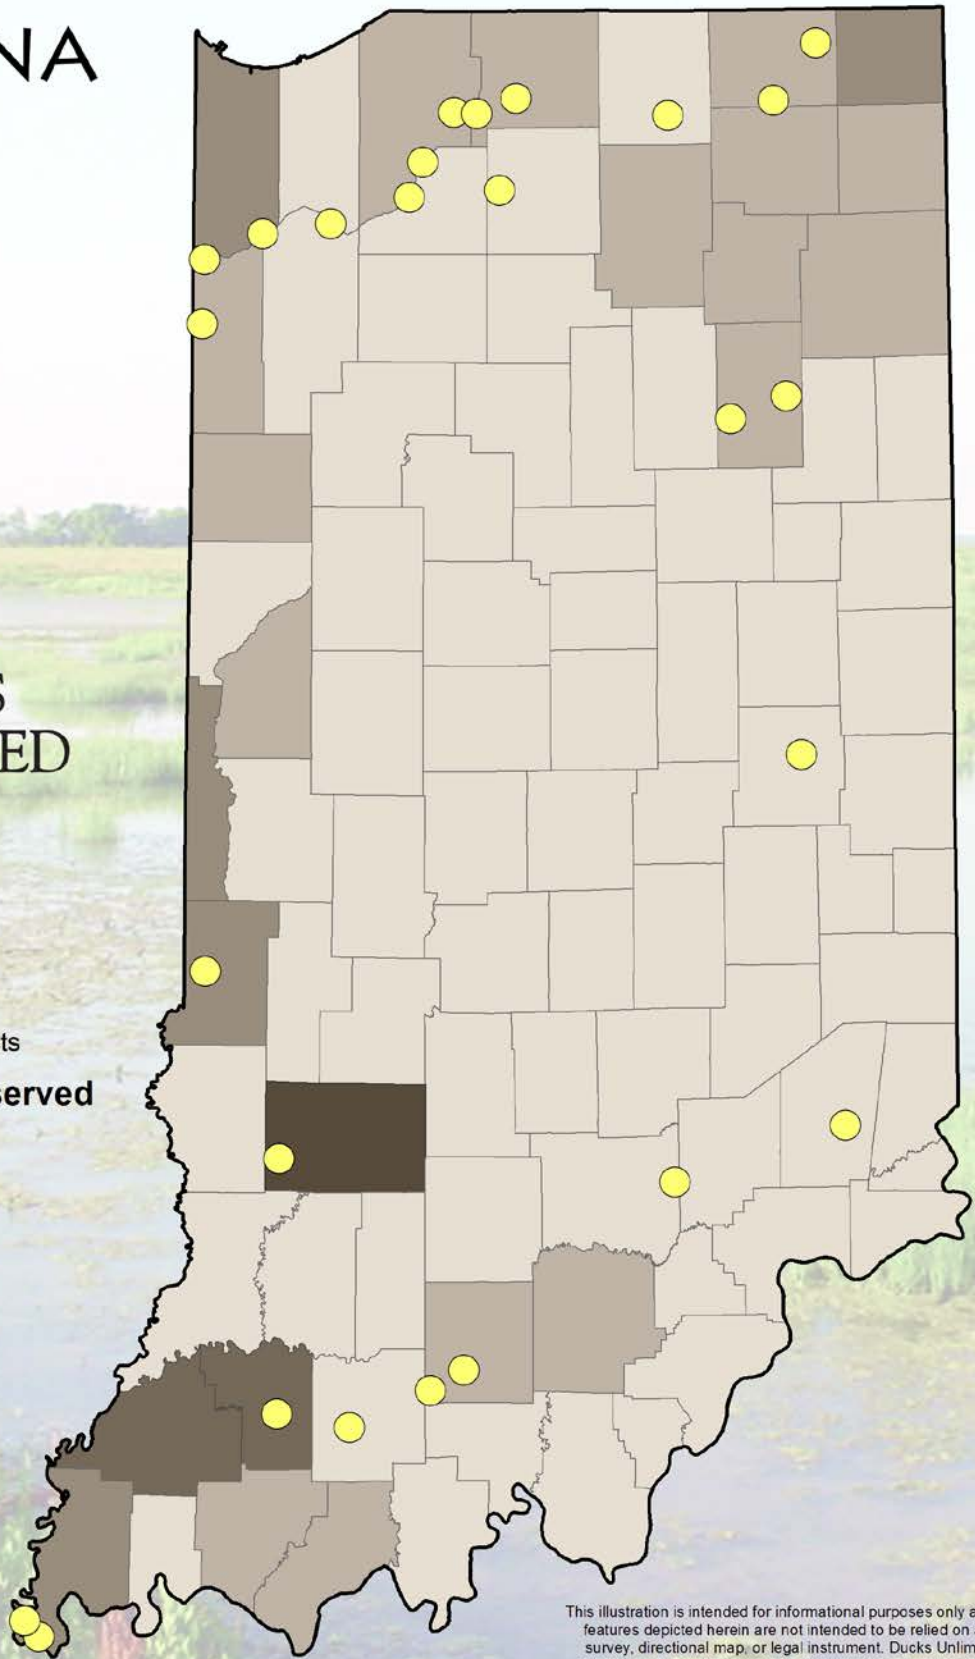 NA
S
ED
ts
served
This illustration is intended for informational purposes only a
features depicted herein are not intended to be relied on
survey, directional map, or legal instrument. Ducks Unlim